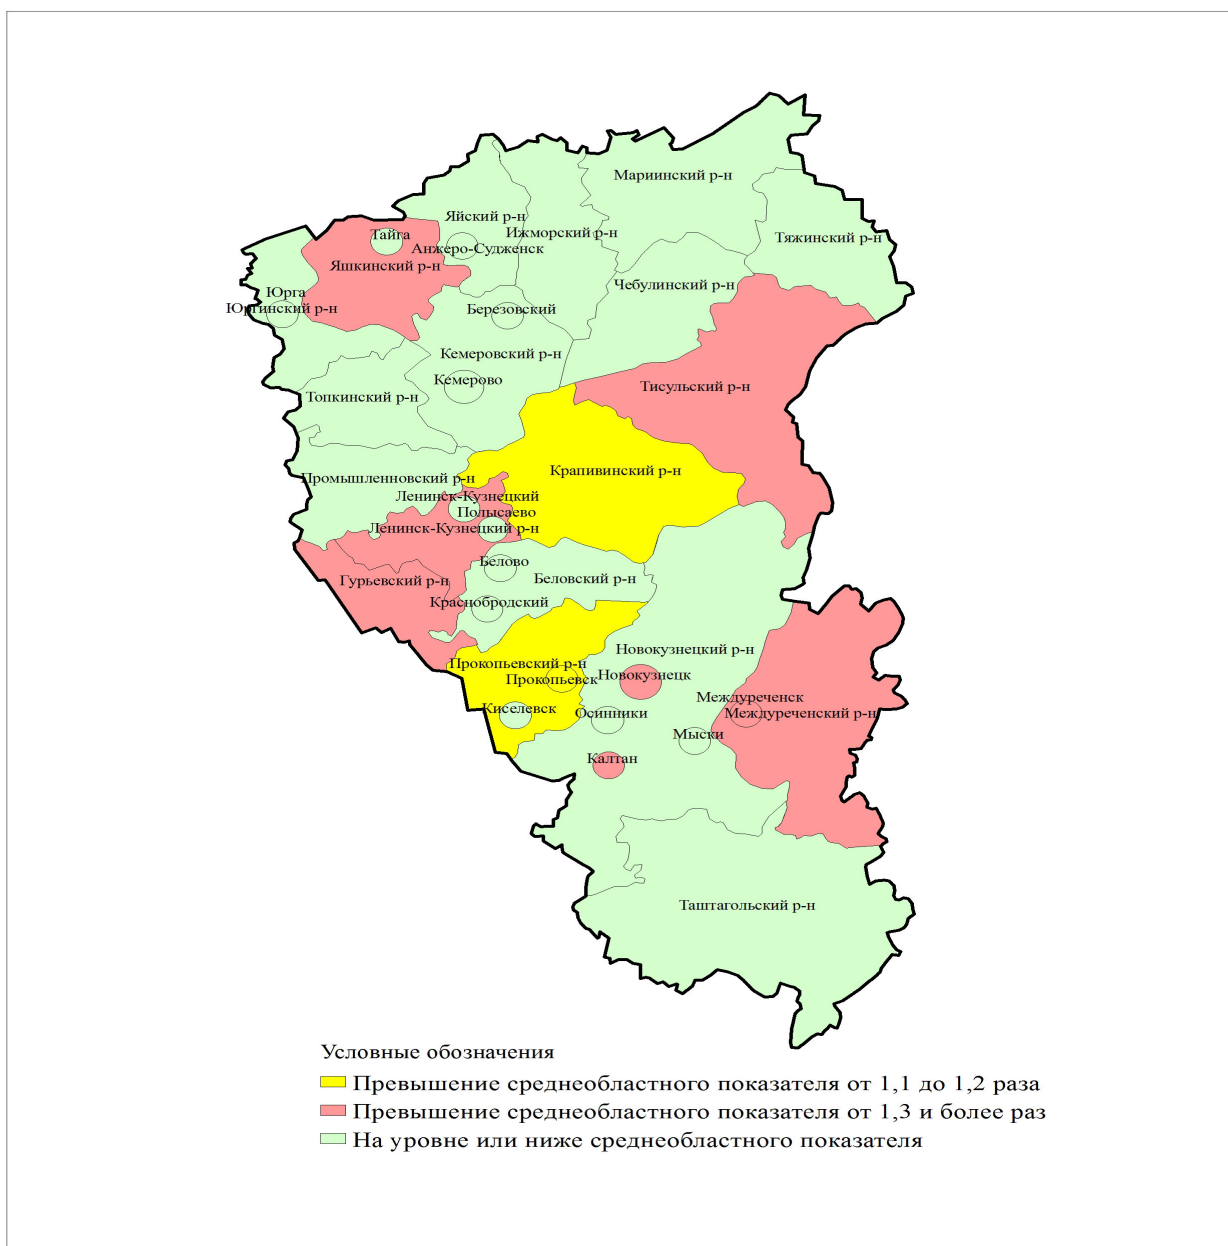 Мариинский р-н
Яйский р-н
Ижморский р-н
Тяжинский р-н
Тайга
Анжеро-Судженск
Яшкинский р-н
Чебулинский р-н
Юрга
Юргинский р-н
Березовский
Кемеровский р-н
Кемерово
Тисульский р-н
Топкинский р-н
Крапивинский р-н
Промышленновский р-н
Ленинск-Кузнецкий
Полысаево
Ленинск-Кузнецкий р-н
Белово
Беловский р-н
Гурьевский р-н
Краснобродский
Новокузнецкий р-н
Прокопьевский р-н
Новокузнецк
Прокопьевск
Междуреченск
Киселевск
Осинники
Междуреченский р-н
Мыски
Калтан
Таштагольский р-н
Условные обозначения
Превышение среднеобластного показателя от 1,1 до 1,2 раза
Превышение среднеобластного показателя от 1,3 и более раз
На уровне или ниже среднеобластного показателя